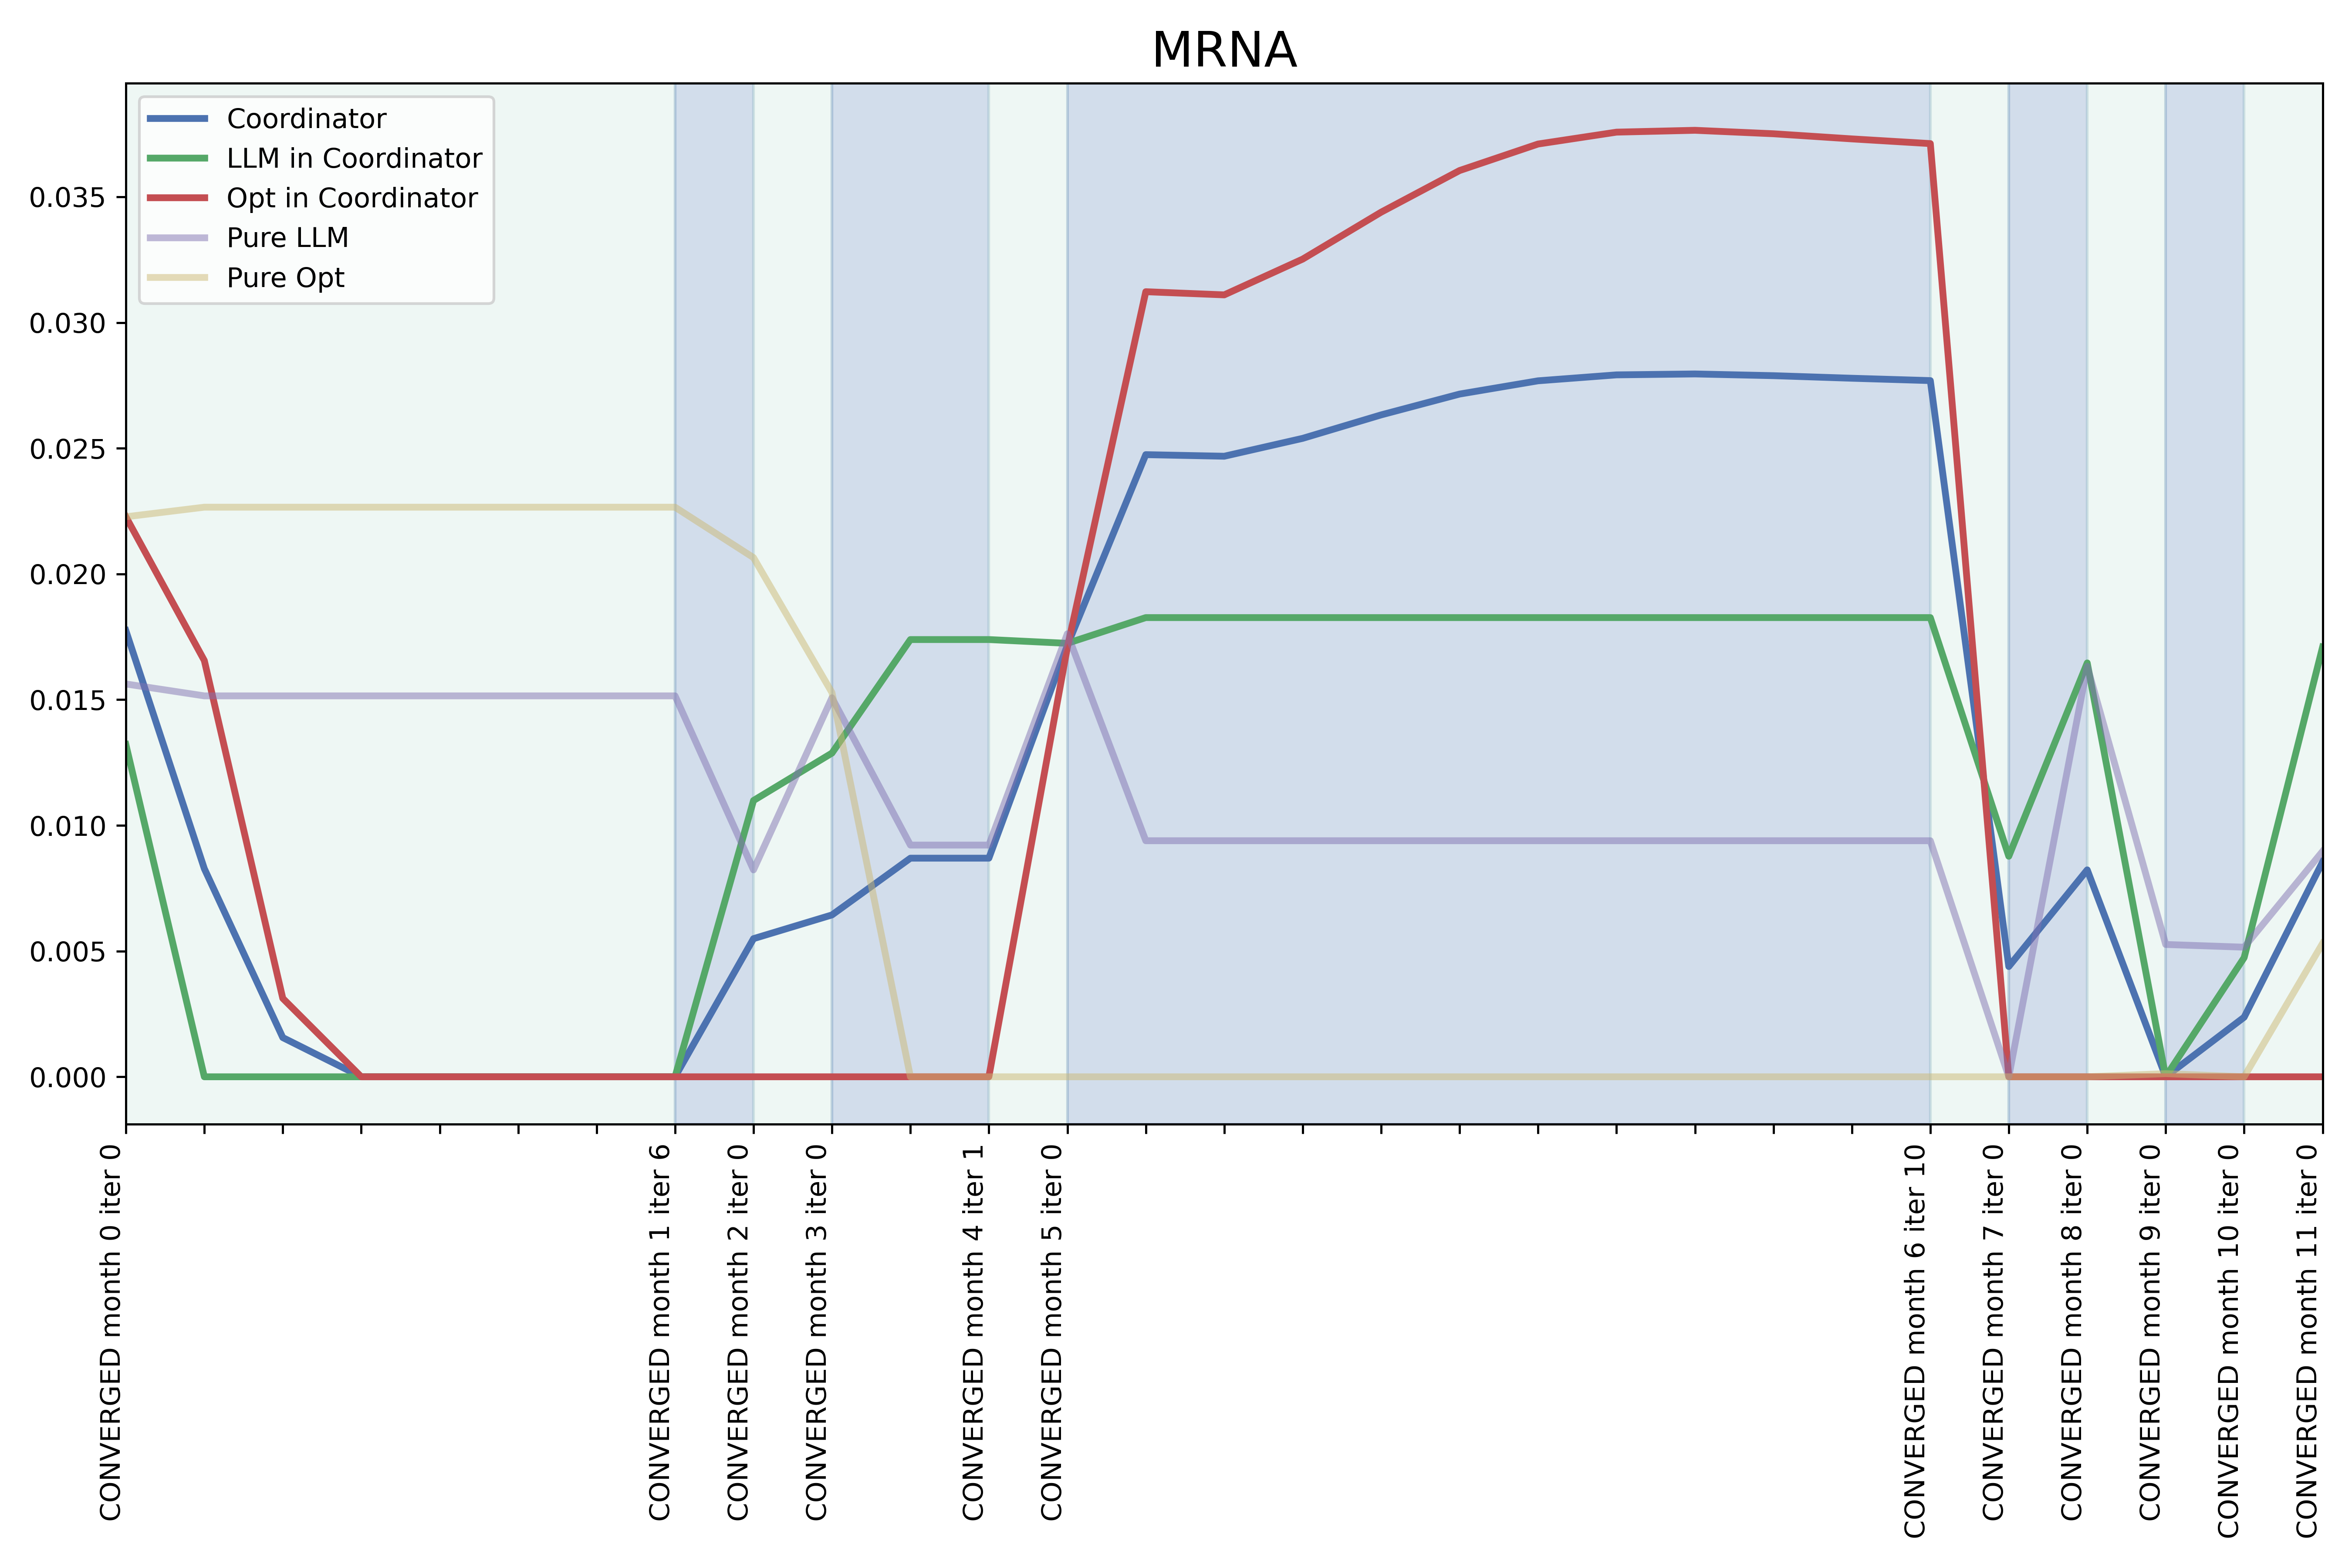 MRNA
Coordinator
LLM in Coordinator
Opt in Coordinator
Pure LLM
Pure Opt
0.035
0.030
0.025
0.020
0.015
0.010
0.005
0.000
CONVERGED month 0 iter 0
CONVERGED month 1 iter 6
CONVERGED month 2 iter 0
CONVERGED month 3 iter 0
CONVERGED month 4 iter 1
CONVERGED month 5 iter 0
CONVERGED month 6 iter 10
CONVERGED month 7 iter 0
CONVERGED month 8 iter 0
CONVERGED month 9 iter 0
CONVERGED month 10 iter 0
CONVERGED month 11 iter 0